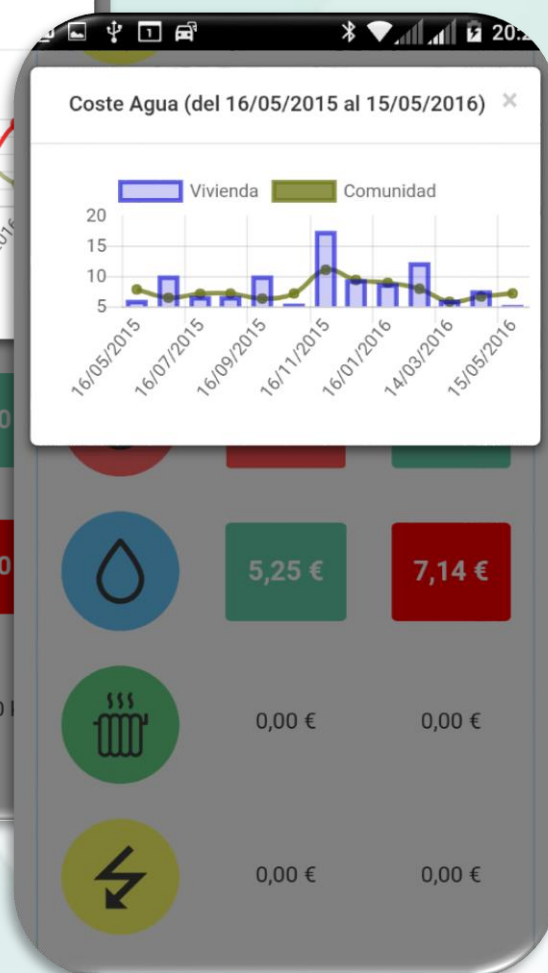 1
20:2
Coste Agua (del 16/05/2015 al 15/05/2016) ×
Vivienda Comunidad
20
15
10
5
16/05/2015 16/07/2015 16/09/2015 16/11/2015 16/01/2016 14/03/2016 15/05/2016
5,25 € 7,14 €
0,00 € 0,00 €
0,00 € 0,00 €